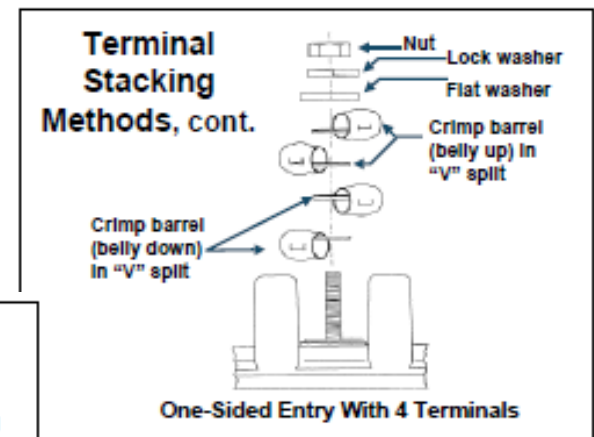 Terminal
Stacking
Methods, cont.
Nut
Lock washer
Flat washer
Crimp barrel
(belly up) in
"V" split
Crimp barrel
(belly down)
in "V" split
One-Sided Entry With 4 Terminals